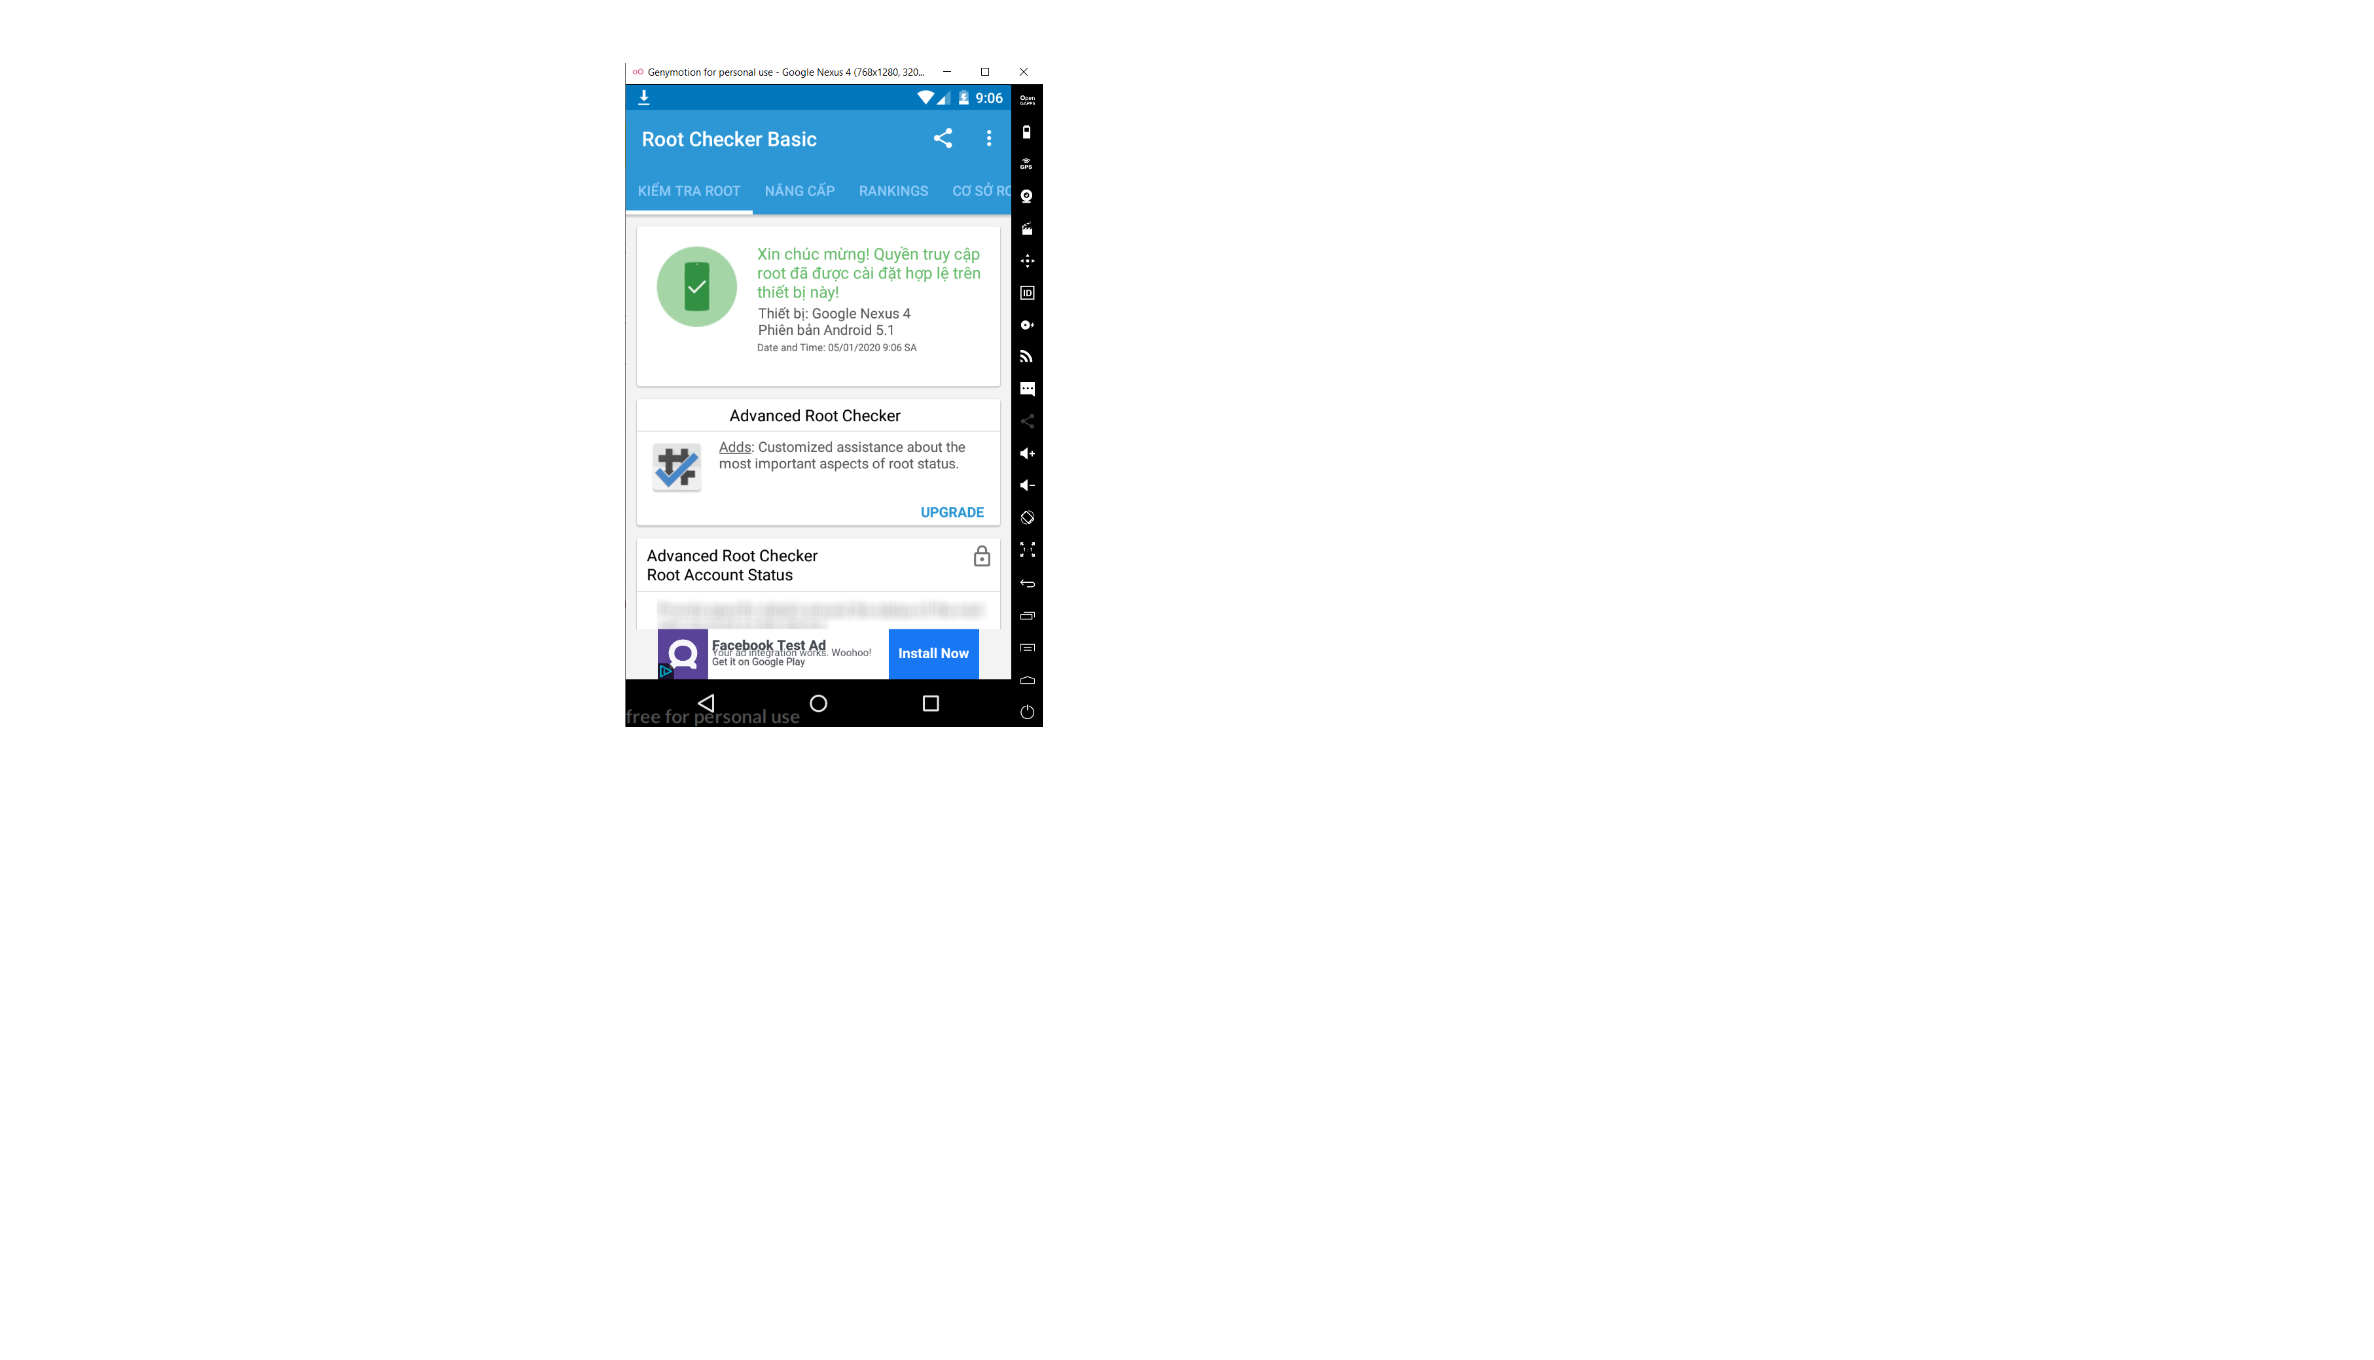 Genymotion for personal use - Google Nexus 4 (768x1280, 320...
9:06
Open
GAPPS
Root Checker Basic
GPS
KIỂM TRA ROOT NÂNG CẤP RANKINGS CƠ SỞ RO
Xin chúc mừng! Quyền truy cập
root đã được cài đặt hợp lệ trên
thiết bị này!
ID
Thiết bị: Google Nexus 4
Phiên bản Android 5.1
Date and Time: 05/01/2020 9:06 SA
Advanced Root Checker
Adds: Customized assistance about the
most important aspects of root status.
UPGRADE
Advanced Root Checker
Root Account Status
Facebook Test Ad
Your ad integration works. Woohoo!
Get it on Google Play
Install Now
free for personal use